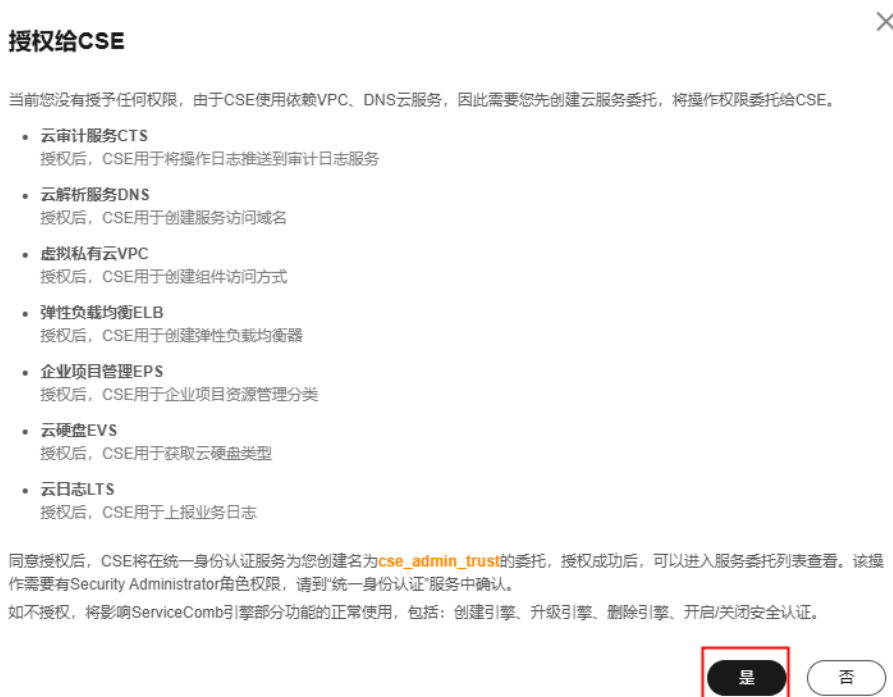 授权给CSE
当前您没有授予任何权限，由于CSE使用依赖VPC、DNS云服务，因此需要您先创建云服务委托，将操作权限委托给CSE。
云审计服务CTS
授权后，CSE用于将操作日志推送到审计日志服务
云解析服务DNS
授权后，CSE用于创建服务访问域名
虚拟私有云VPC
授权后，CSE用于创建组件访问方式
弹性负载均衡ELB
授权后，CSE用于创建弹性负载均衡器
企业项目管理EPS
授权后，CSE用于企业项目资源管理分类
云硬盘EVS
授权后，CSE用于获取云硬盘类型
云日志LTS
授权后，CSE用于上报业务日志
同意授权后，CSE将在统一身份认证服务为您创建名为cse_admin_trust的委托，授权成功后，可以进入服务委托列表查看。该操
作需要有Security Administrator角色权限，请到“统一身份认证”服务中确认。
如不授权，将影响ServiceComb引擎部分功能的正常使用，包括：创建引擎、升级引擎、删除引擎、开启/关闭安全认证。
是 否